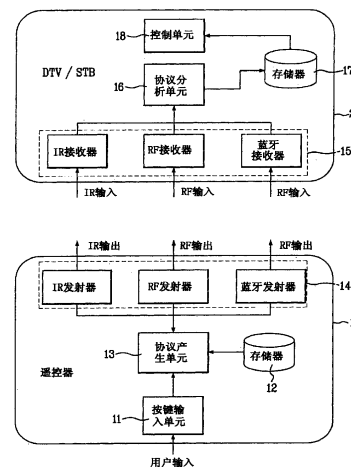 18
控制单元
DTV / STB
存储器
17
16
协议分
析单元
2
IR接收器
RF接收器
蓝牙
接收器
15
IR输入
RF输入
RF输入
IR输出
RF输出
RF输出
IR发射器
RF发射器
蓝牙发射器
14
1
13
协议产
生单元
存储器
12
遥控器
11
按键输
入单元
用户输入